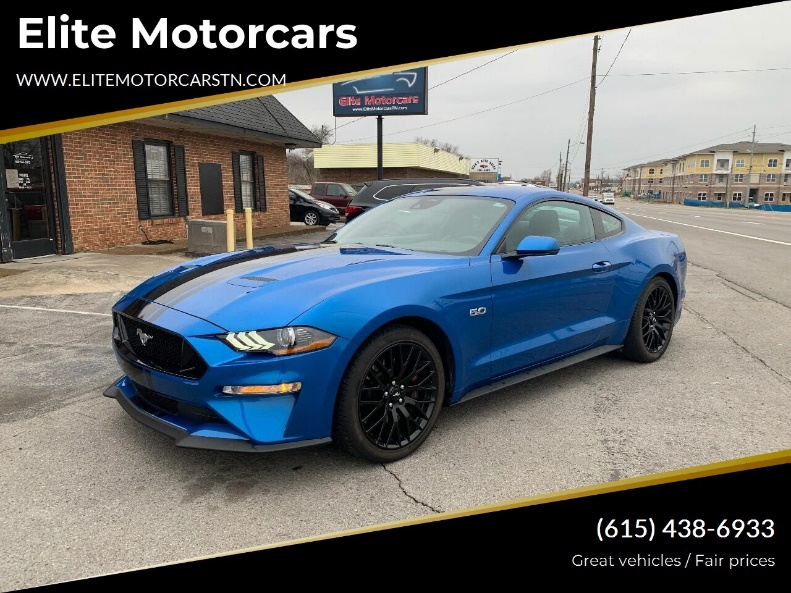 Elite Motorcars
WWW.ELITEMOTORCARSTN.COM
Elite Motorcars
5.0
(615) 438-6933
Great vehicles / Fair prices